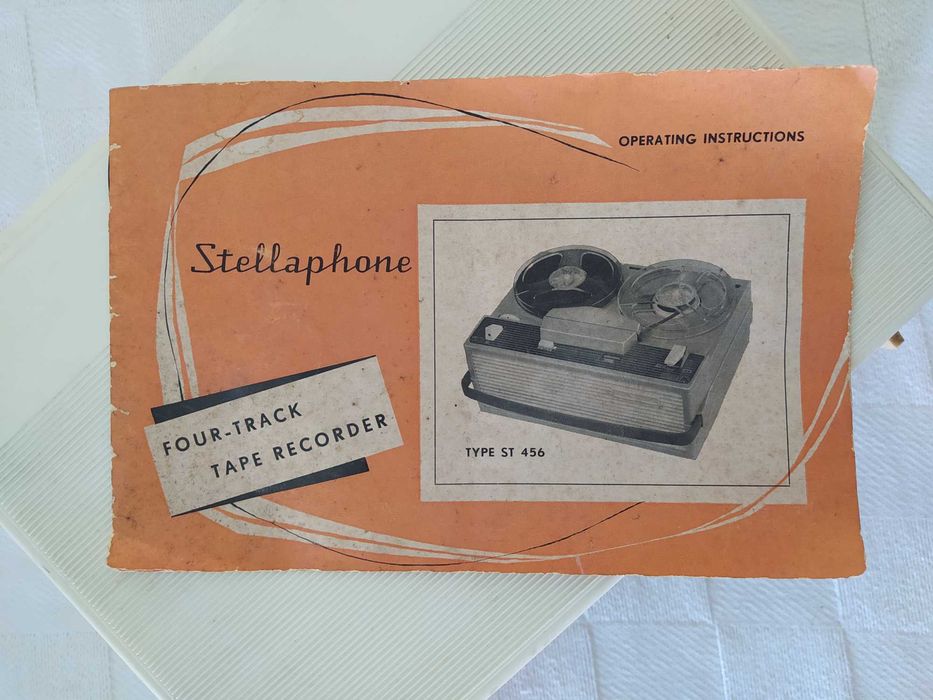 OPERATING INSTRUCTIONS
Stellaphone
FOUR-TRACK
TAPE RECORDER
TYPE ST 456